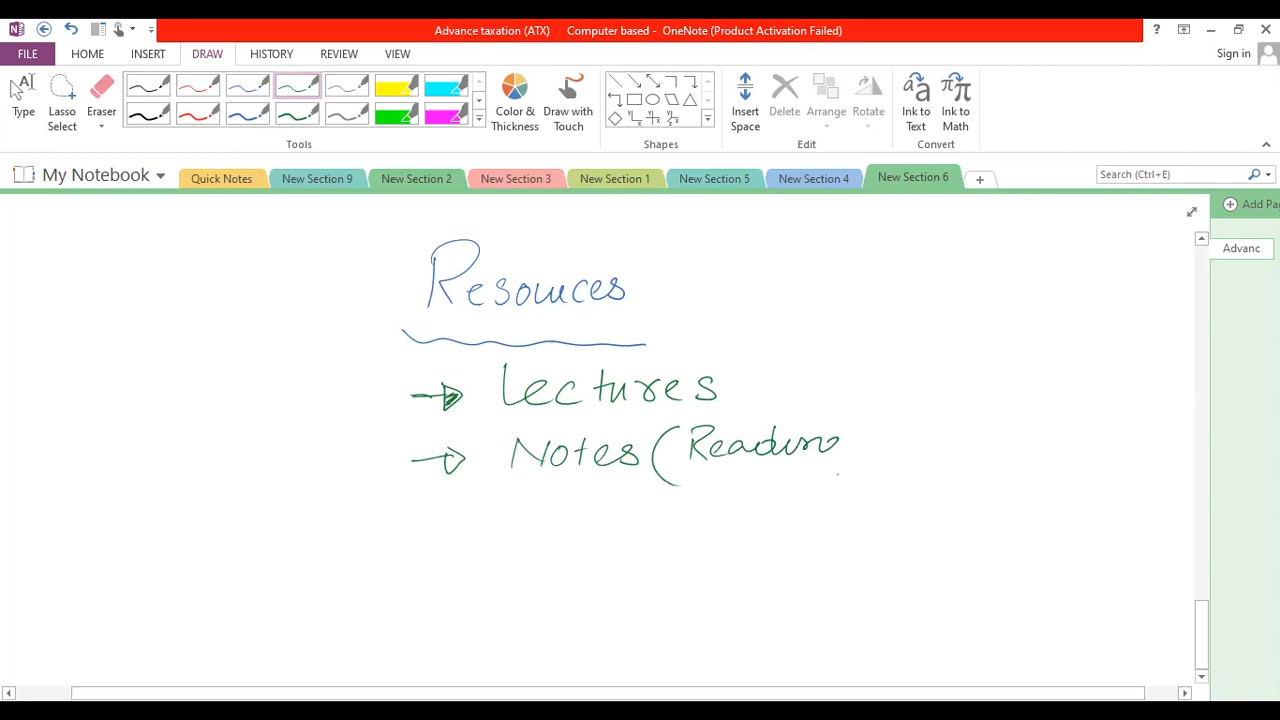 Advance taxation (ATX) Computer based - OneNote (Product Activation Failed)
?
FILE HOME INSERT DRAW HISTORY REVIEW VIEW Sign in
Type Lasso Select Eraser Color & Thickness Draw with Touch Insert Space Delete Arrange Rotate Ink to Text Ink to Math
Tools Shapes Edit Convert
My Notebook Quick Notes New Section 9 New Section 2 New Section 3 New Section 1 New Section 5 New Section 4 New Section 6 Search (Ctrl+E)
Add Pag
Advanc
Resources
→ Lectures
→ Notes (